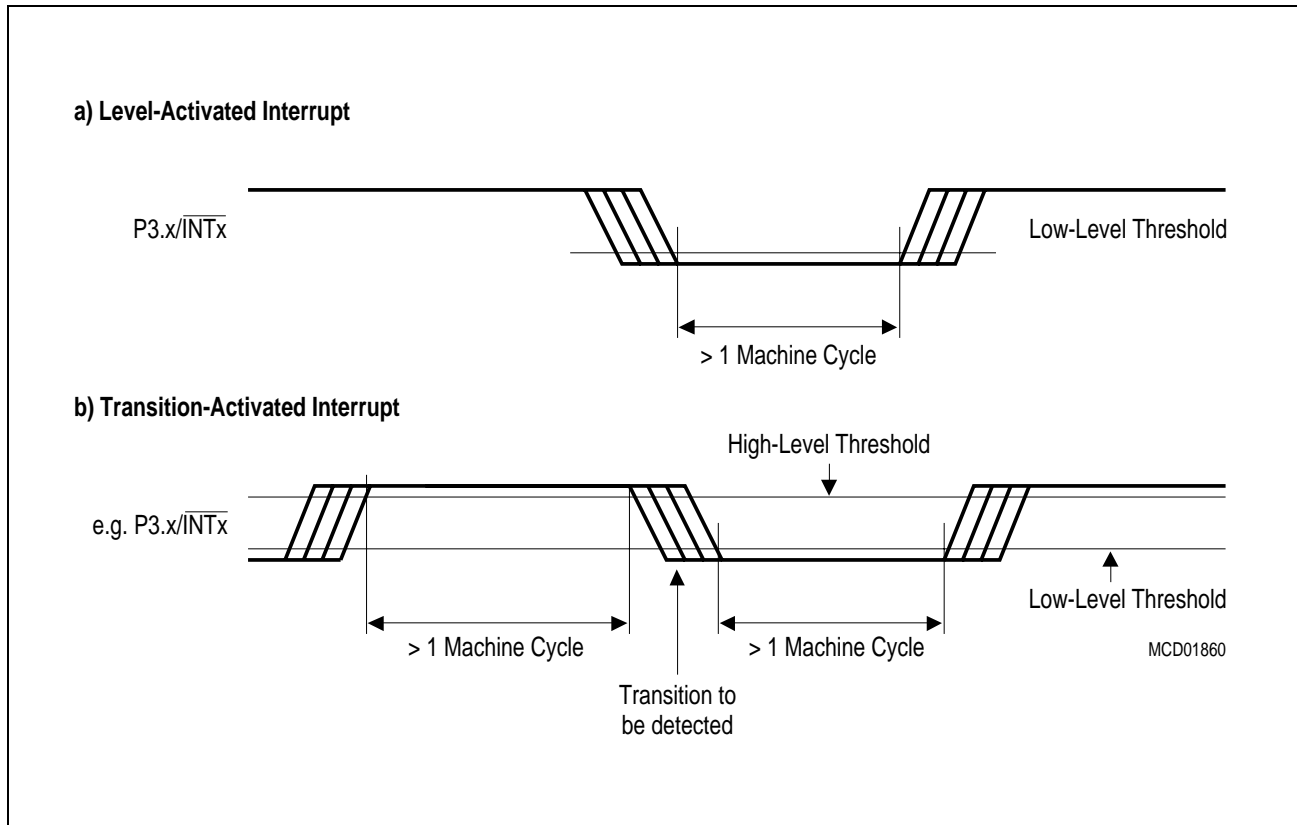 a) Level-Activated Interrupt
P3.x/INTx
Low-Level Threshold
> 1 Machine Cycle
b) Transition-Activated Interrupt
High-Level Threshold
e.g. P3.x/INTx
Low-Level Threshold
> 1 Machine Cycle
> 1 Machine Cycle
MCD01860
Transition to
be detected